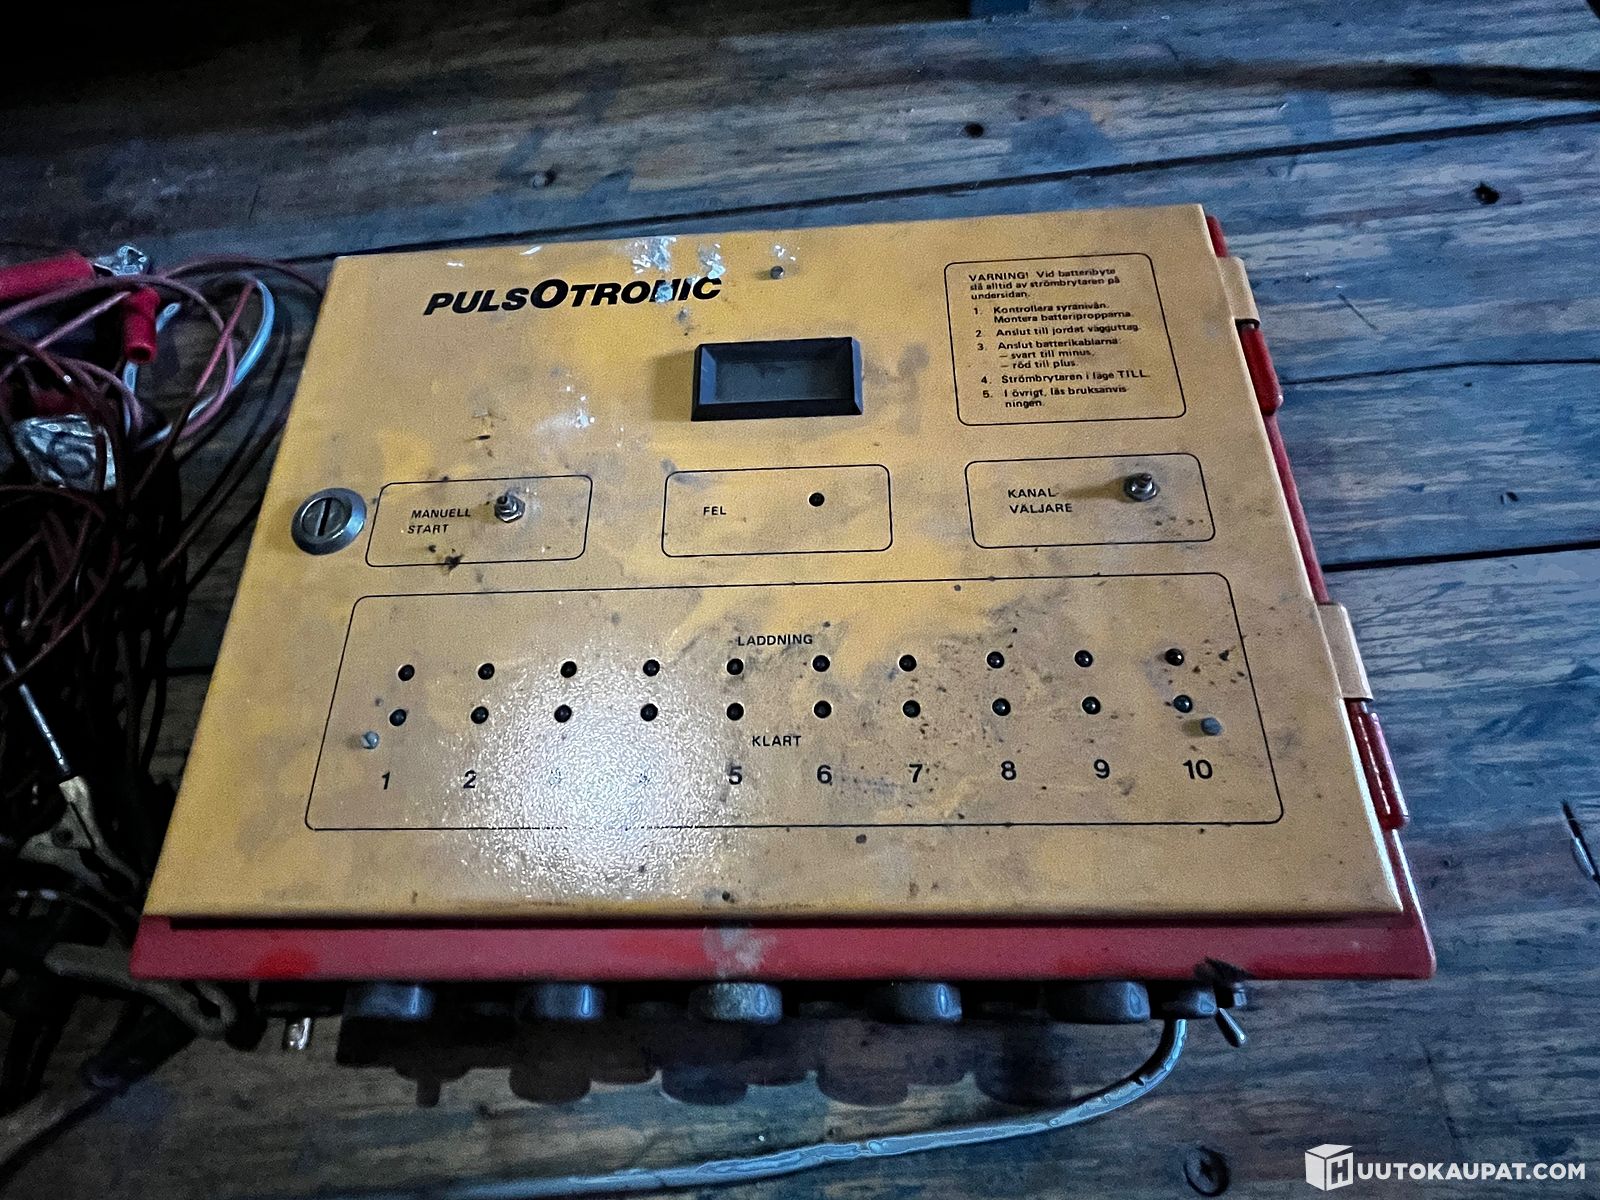 PULSOTRONIC
VARNING! Vid batteribyte
slå alltid av strömbrytaren på
undersidan.
1. Kontrollera syranivån.
Montera batteripropparna.
2. Anslut till jordat vägguttag.
3. Anslut batterikablarna:
– svart till minus,
– röd till plus.
4. Strömbrytaren i läge TILL.
5. I övrigt, läs bruksanvis
ningen.
MANUELL
START
FEL
KANAL-
VÄLJARE
LADDNING
KLART
1 2 3 4 5 6 7 8 9 10
HUUTOKAUPAT.COM